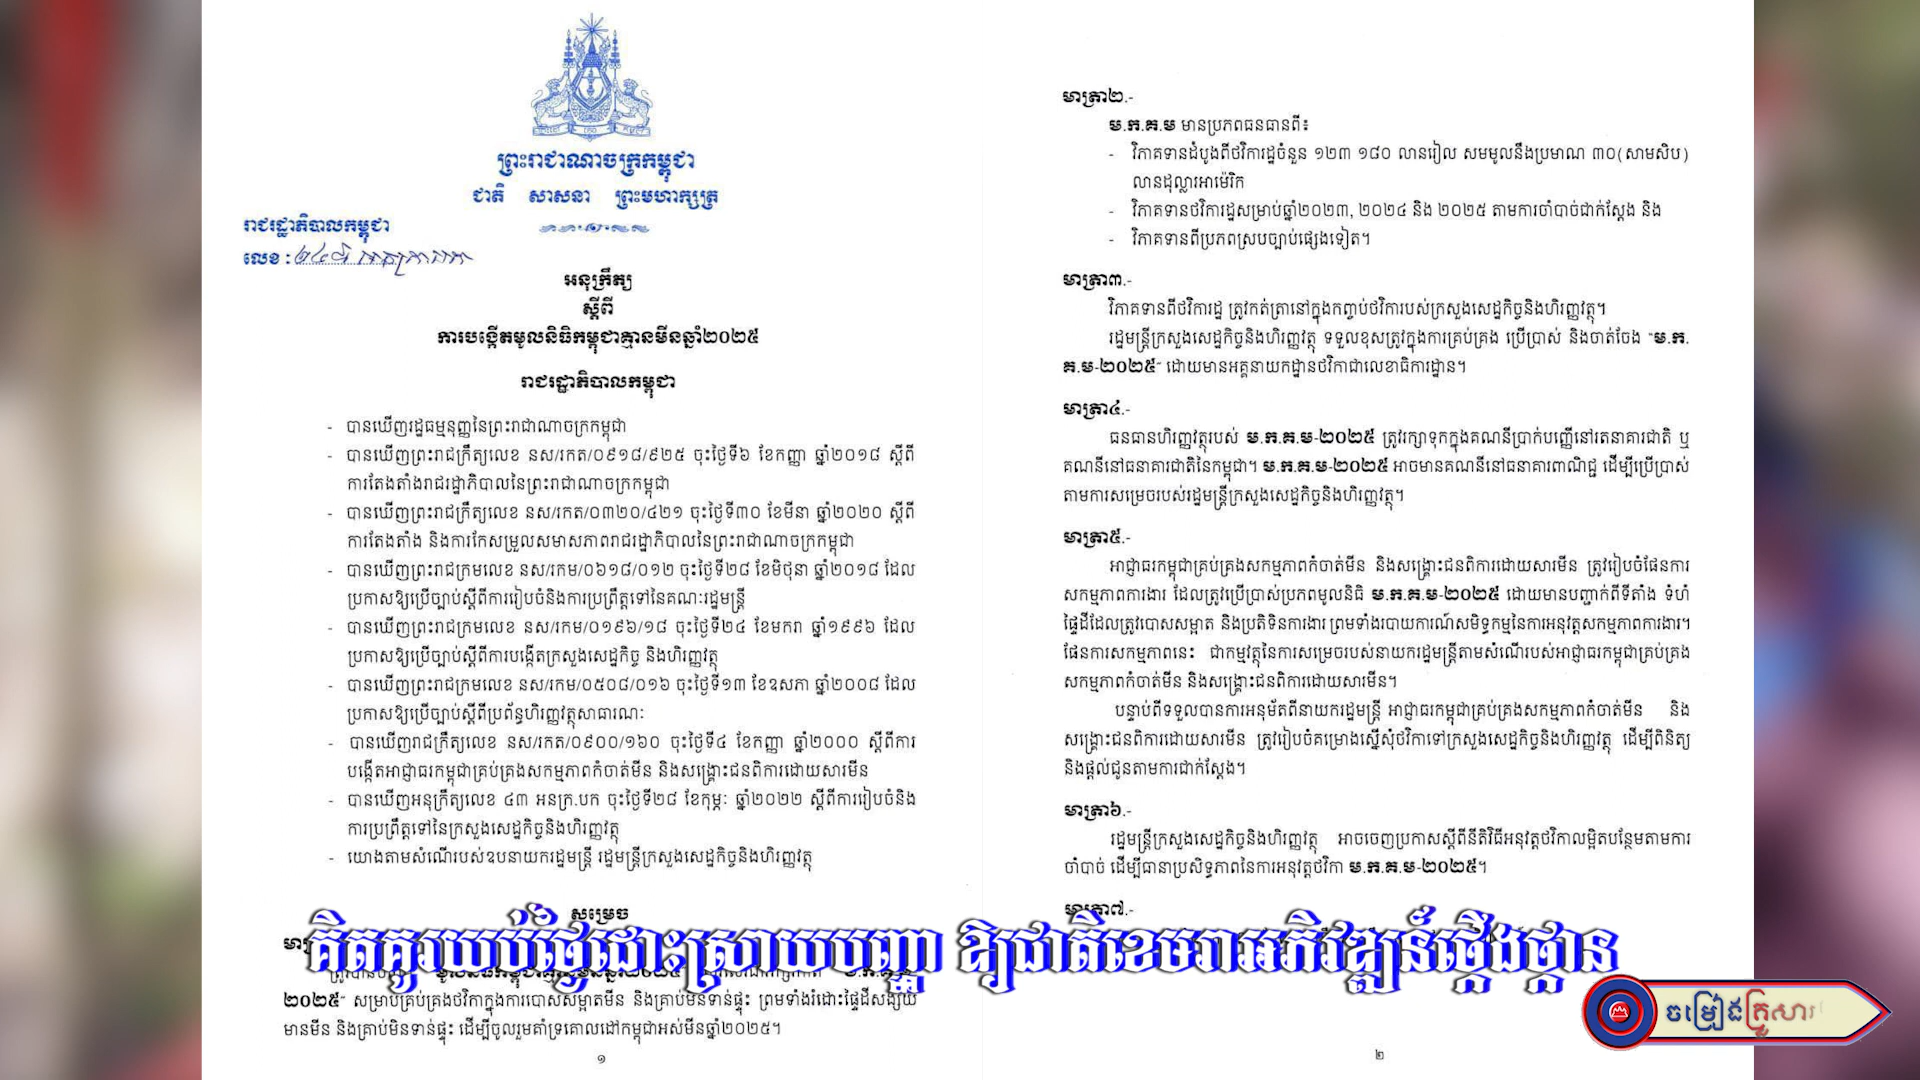 ព្រះរាជាណាចក្រកម្ពុជា
ជាតិ សាសនា ព្រះមហាក្សត្រ
រាជរដ្ឋាភិបាលកម្ពុជា
លេខ :
អនុក្រឹត្យ
ស្តីពី
ការបង្កើតមូលនិធិកម្ពុជាគ្មានមីនឆ្នាំ២០២៥
រាជរដ្ឋាភិបាលកម្ពុជា
- បានឃើញរដ្ឋធម្មនុញ្ញនៃព្រះរាជាណាចក្រកម្ពុជា
- បានឃើញព្រះរាជក្រឹត្យលេខ នស/រកត/០៩១៨/៩២៥ ចុះថ្ងៃទី៦ ខែកញ្ញា ឆ្នាំ២០១៨ ស្តីពី
ការតែងតាំងរាជរដ្ឋាភិបាលនៃព្រះរាជាណាចក្រកម្ពុជា
- បានឃើញព្រះរាជក្រឹត្យលេខ នស/រកត/០៣២០/៤២១ ចុះថ្ងៃទី៣០ ខែមីនា ឆ្នាំ២០២០ ស្តីពី
ការតែងតាំង និងការកែសម្រួលសមាសភាពរាជរដ្ឋាភិបាលនៃព្រះរាជាណាចក្រកម្ពុជា
- បានឃើញព្រះរាជក្រមលេខ នស/រកម/០៦១៨/០១២ ចុះថ្ងៃទី២៨ ខែមិថុនា ឆ្នាំ២០១៨ ដែល
ប្រកាសឱ្យប្រើច្បាប់ស្តីពីការរៀបចំនិងការប្រព្រឹត្តទៅនៃគណៈរដ្ឋមន្ត្រី
- បានឃើញព្រះរាជក្រមលេខ នស/រកម/០១៩៦/១៨ ចុះថ្ងៃទី២៤ ខែមករា ឆ្នាំ១៩៩៦ ដែល
ប្រកាសឱ្យប្រើច្បាប់ស្តីពីការបង្កើតក្រសួងសេដ្ឋកិច្ច និងហិរញ្ញវត្ថុ
- បានឃើញព្រះរាជក្រមលេខ នស/រកម/០៥០៨/០១៦ ចុះថ្ងៃទី១៣ ខែឧសភា ឆ្នាំ២០០៨ ដែល
ប្រកាសឱ្យប្រើច្បាប់ស្តីពីប្រព័ន្ធហិរញ្ញវត្ថុសាធារណៈ
- បានឃើញរាជក្រឹត្យលេខ នស/រកត/០៩០០/១៦០ ចុះថ្ងៃទី៤ ខែកញ្ញា ឆ្នាំ២០០០ ស្តីពីការ
បង្កើតអាជ្ញាធរកម្ពុជាគ្រប់គ្រងសកម្មភាពកំចាត់មីន និងសង្គ្រោះជនពិការដោយសារមីន
- បានឃើញអនុក្រឹត្យលេខ ៤៣ អនក្រ.បក ចុះថ្ងៃទី២៨ ខែកុម្ភៈ ឆ្នាំ២០២២ ស្តីពីការរៀបចំនិង
ការប្រព្រឹត្តទៅនៃក្រសួងសេដ្ឋកិច្ចនិងហិរញ្ញវត្ថុ
- យោងតាមសំណើរបស់ឧបនាយករដ្ឋមន្ត្រី រដ្ឋមន្ត្រីក្រសួងសេដ្ឋកិច្ចនិងហិរញ្ញវត្ថុ
សម្រេច
២០២៥" សម្រាប់គ្រប់គ្រងថវិកាក្នុងការបោសសម្អាតមីន និងគ្រាប់មិនទាន់ផ្ទុះ ព្រមទាំងរំដោះផ្ទៃដីសង្ស័យ
មានមីន និងគ្រាប់មិនទាន់ផ្ទុះ ដើម្បីចូលរួមគាំទ្រគោលដៅកម្ពុជាអស់មីនឆ្នាំ២០២៥។
១
មាត្រា២.-
ម.ក.គ.ម មានប្រភពធនធានពី៖
- វិភាគទានដំបូងពីថវិការដ្ឋចំនួន ១២៣ ១៨០ លានរៀល សមមូលនឹងប្រមាណ ៣០(សាមសិប)
លានដុល្លារអាម៉េរិក
- វិភាគទានថវិការដ្ឋសម្រាប់ឆ្នាំ២០២៣, ២០២៤ និង ២០២៥ តាមការចាំបាច់ជាក់ស្តែង និង
- វិភាគទានពីប្រភពស្របច្បាប់ផ្សេងទៀត។
មាត្រា៣.-
វិភាគទានពីថវិការដ្ឋ ត្រូវកត់ត្រានៅក្នុងកញ្ចប់ថវិការបស់ក្រសួងសេដ្ឋកិច្ចនិងហិរញ្ញវត្ថុ។
រដ្ឋមន្ត្រីក្រសួងសេដ្ឋកិច្ចនិងហិរញ្ញវត្ថុ ទទួលខុសត្រូវក្នុងការគ្រប់គ្រង ប្រើប្រាស់ និងចាត់ចែង "ម.ក.
គ.ម-២០២៥" ដោយមានអគ្គនាយកដ្ឋានថវិកាជាលេខាធិការដ្ឋាន។
មាត្រា៤.-
ធនធានហិរញ្ញវត្ថុរបស់ ម.ក.គ.ម-២០២៥ ត្រូវរក្សាទុកក្នុងគណនីប្រាក់បញ្ញើនៅរតនាគារជាតិ ឬ
គណនីនៅធនាគារជាតិនៃកម្ពុជា។ ម.ក.គ.ម-២០២៥ អាចមានគណនីនៅធនាគារពាណិជ្ជ ដើម្បីប្រើប្រាស់
តាមការសម្រេចរបស់រដ្ឋមន្ត្រីក្រសួងសេដ្ឋកិច្ចនិងហិរញ្ញវត្ថុ។
មាត្រា៥.-
អាជ្ញាធរកម្ពុជាគ្រប់គ្រងសកម្មភាពកំចាត់មីន និងសង្គ្រោះជនពិការដោយសារមីន ត្រូវរៀបចំផែនការ
សកម្មភាពការងារ ដែលត្រូវប្រើប្រាស់ប្រភពមូលនិធិ ម.ក.គ.ម-២០២៥ ដោយមានបញ្ជាក់ពីទីតាំង ទំហំ
ផ្ទៃដីដែលត្រូវបោសសម្អាត និងប្រតិទិនការងារ ព្រមទាំងរបាយការណ៍សមិទ្ធកម្មនៃការអនុវត្តសកម្មភាពការងារ។
ផែនការសកម្មភាពនេះ ជាកម្មវត្ថុនៃការសម្រេចរបស់នាយករដ្ឋមន្ត្រីតាមសំណើរបស់អាជ្ញាធរកម្ពុជាគ្រប់គ្រង
សកម្មភាពកំចាត់មីន និងសង្គ្រោះជនពិការដោយសារមីន។
បន្ទាប់ពីទទួលបានការអនុម័តពីនាយករដ្ឋមន្ត្រី អាជ្ញាធរកម្ពុជាគ្រប់គ្រងសកម្មភាពកំចាត់មីន និង
សង្គ្រោះជនពិការដោយសារមីន ត្រូវរៀបចំគម្រោងស្នើសុំថវិកាទៅក្រសួងសេដ្ឋកិច្ចនិងហិរញ្ញវត្ថុ ដើម្បីពិនិត្យ
និងផ្តល់ជូនតាមការជាក់ស្តែង។
មាត្រា៦.-
រដ្ឋមន្ត្រីក្រសួងសេដ្ឋកិច្ចនិងហិរញ្ញវត្ថុ អាចចេញប្រកាសស្តីពីនីតិវិធីអនុវត្តថវិកាលម្អិតបន្ថែមតាមការ
ចាំបាច់ ដើម្បីធានាប្រសិទ្ធភាពនៃការអនុវត្តថវិកា ម.ក.គ.ម-២០២៥។
មាត្រា៧.-
២
គិតគូរយប់ថ្ងៃដោះស្រាយបញ្ហា ឱ្យជាតិខេមរាអភិវឌ្ឍន៍ថ្កើងថ្កាន
ចម្រៀងគ្រួសារ